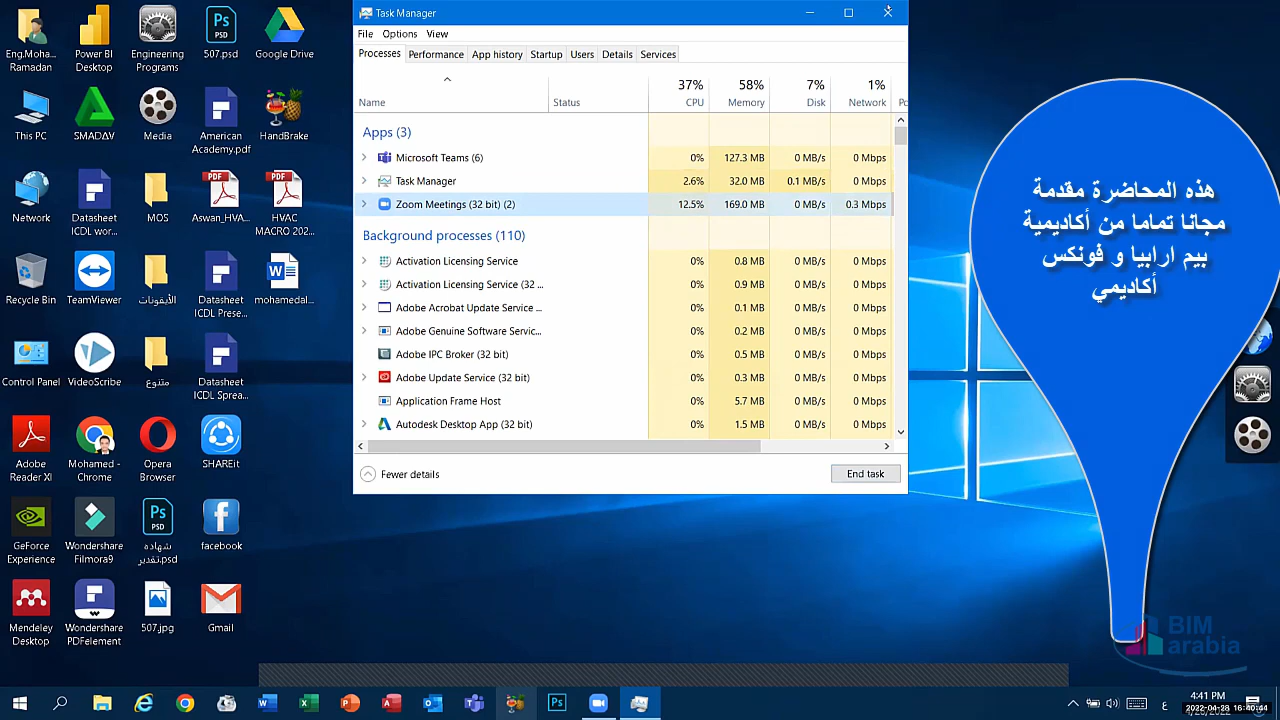 Eng.Moha...
Ramadan
Power BI
Desktop
Engineering
Programs
507.psd
Google Drive
This PC
SMADΔV
Media
American
Academy.pdf
HandBrake
Network
Datasheet
ICDL wor...
MOS
Aswan_HVA...
HVAC
MACRO 202...
Recycle Bin
TeamViewer
الأيقونات
Datasheet
ICDL Prese...
mohamedal...
Control Panel
VideoScribe
متنوع
Datasheet
ICDL Sprea...
Adobe
Reader XI
Mohamed -
Chrome
Opera
Browser
SHAREit
GeForce
Experience
Wondershare
Filmora9
شهاده
تقدير.psd
facebook
Mendeley
Desktop
Wondershare
PDFelement
507.jpg
Gmail
Task Manager
File Options View
Processes Performance App history Startup Users Details Services
37% 58% 7% 1%
Name Status CPU Memory Disk Network Po
Apps (3)
Microsoft Teams (6) 0% 127.3 MB 0 MB/s 0 Mbps
Task Manager 2.6% 32.0 MB 0.1 MB/s 0 Mbps
Zoom Meetings (32 bit) (2) 12.5% 169.0 MB 0 MB/s 0.3 Mbps
Background processes (110)
Activation Licensing Service 0% 0.8 MB 0 MB/s 0 Mbps
Activation Licensing Service (32 ... 0% 0.9 MB 0 MB/s 0 Mbps
Adobe Acrobat Update Service ... 0% 0.1 MB 0 MB/s 0 Mbps
Adobe Genuine Software Servic... 0% 0.2 MB 0 MB/s 0 Mbps
Adobe IPC Broker (32 bit) 0% 0.5 MB 0 MB/s 0 Mbps
Adobe Update Service (32 bit) 0% 0.3 MB 0 MB/s 0 Mbps
Application Frame Host 0% 5.7 MB 0 MB/s 0 Mbps
Autodesk Desktop App (32 bit) 0% 1.5 MB 0 MB/s 0 Mbps
Fewer details End task
هذه المحاضرة مقدمة
مجانا تماما من أكاديمية
بيم ارابيا و فونكس
أكاديمي
BIM
arabia
ع
4:41 PM
2022-04-28 16:40:44